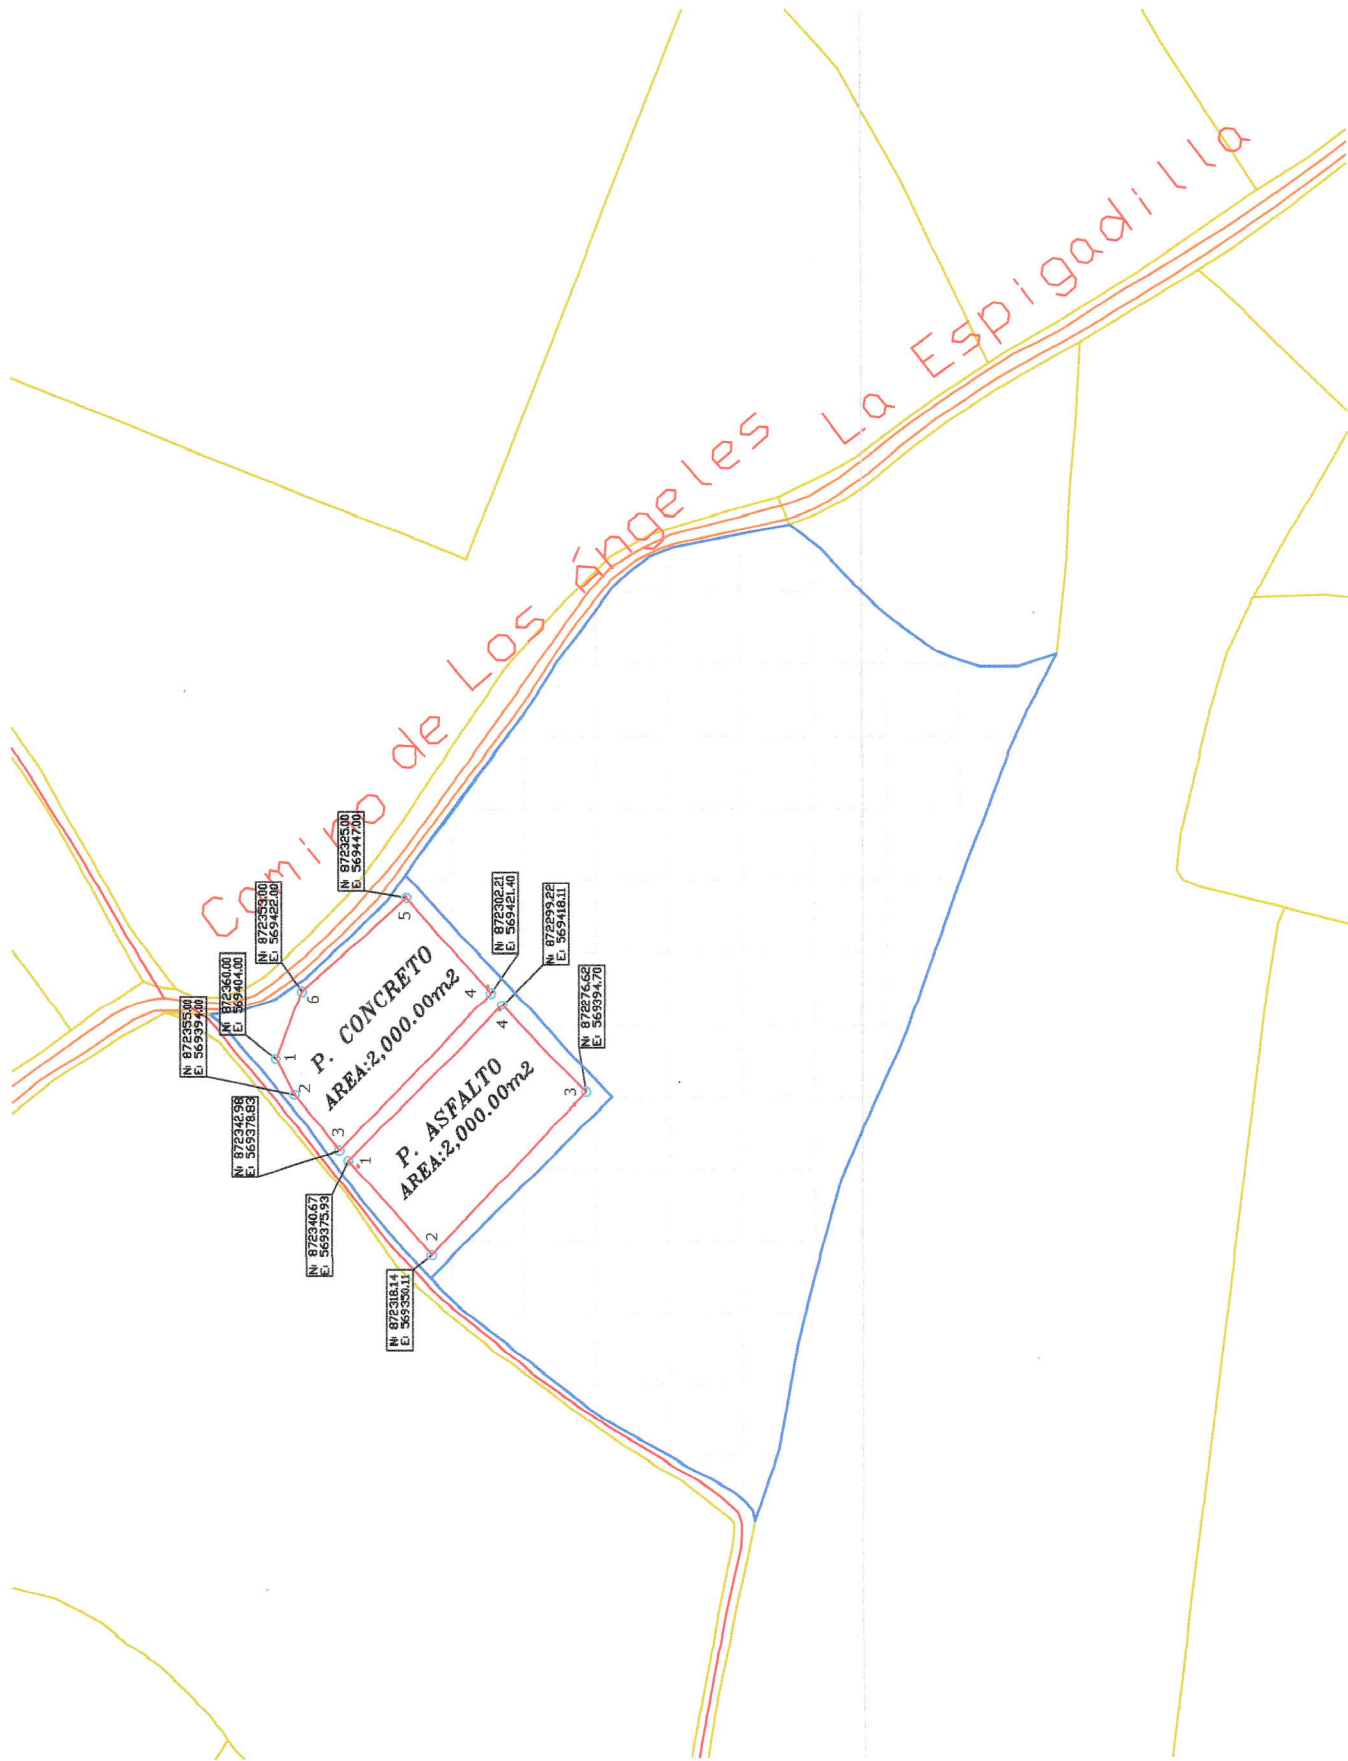 Camino de Los ángeles La Espigadilla
N: 872355.00
E: 569394.00
N: 872360.00
E: 569404.00
N: 872353.00
E: 569422.00
N: 872325.00
E: 569447.00
N: 872342.98
E: 569378.83
N: 872340.67
E: 569375.93
N: 872318.14
E: 569350.11
N: 872302.21
E: 569421.40
N: 872299.22
E: 569418.11
N: 872276.62
E: 569394.70
1
2
3
4
5
6
P. CONCRETO
AREA:2,000.00m2
1
2
3
4
P. ASFALTO
AREA:2,000.00m2